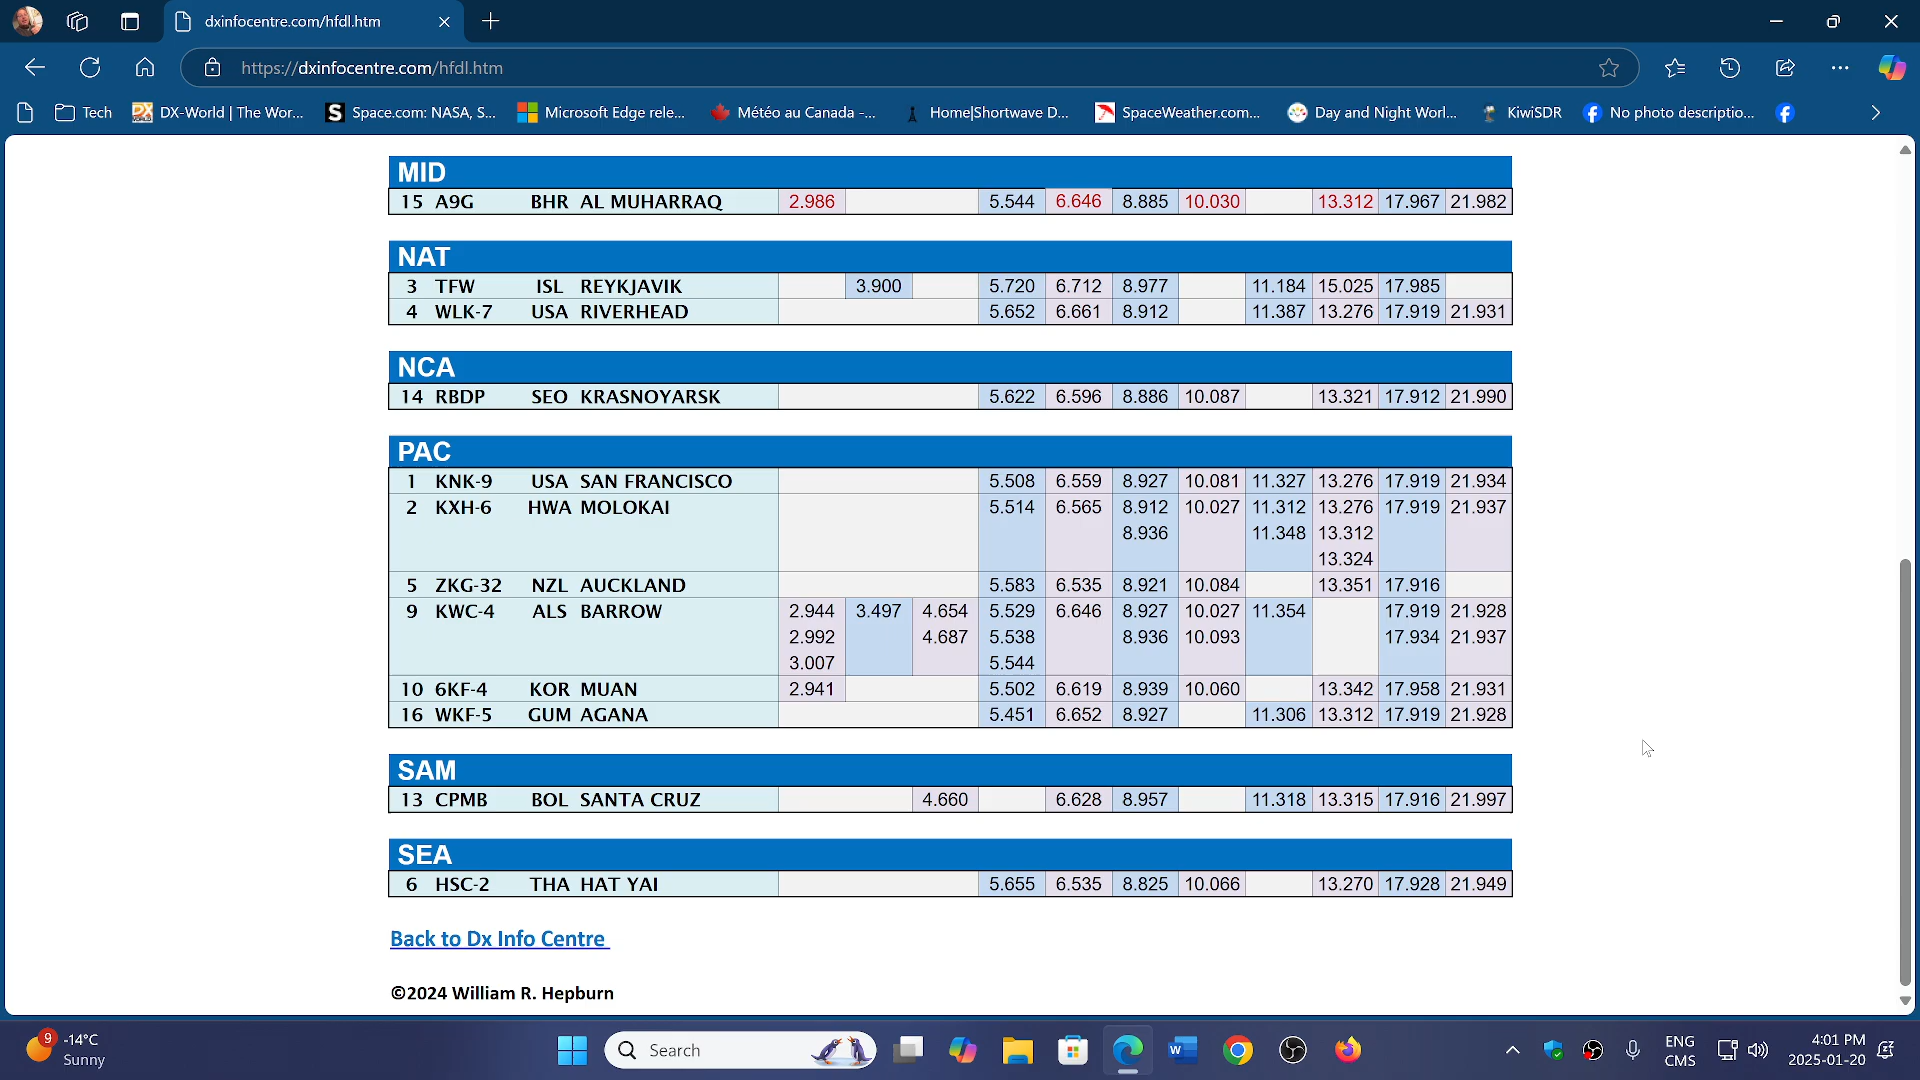 dxinfocentre.com/hfdl.htm
https://dxinfocentre.com/hfdl.htm
Tech DX-World | The Wor... Space.com: NASA, S... Microsoft Edge rele... Météo au Canada -... Home|Shortwave D... SpaceWeather.com... Day and Night Worl... KiwiSDR No photo descriptio...
MID
15 A9G BHR AL MUHARRAQ 2.986 5.544 6.646 8.885 10.030 13.312 17.967 21.982
NAT
3 TFW ISL REYKJAVIK 3.900 5.720 6.712 8.977 11.184 15.025 17.985
4 WLK-7 USA RIVERHEAD 5.652 6.661 8.912 11.387 13.276 17.919 21.931
NCA
14 RBDP SEO KRASNOYARSK 5.622 6.596 8.886 10.087 13.321 17.912 21.990
PAC
1 KNK-9 USA SAN FRANCISCO 5.508 6.559 8.927 10.081 11.327 13.276 17.919 21.934
2 KXH-6 HWA MOLOKAI 5.514 6.565 8.912 10.027 11.312 13.276 17.919 21.937
8.936 11.348 13.312
13.324
5 ZKG-32 NZL AUCKLAND 5.583 6.535 8.921 10.084 13.351 17.916
9 KWC-4 ALS BARROW 2.944 3.497 4.654 5.529 6.646 8.927 10.027 11.354 17.919 21.928
2.992 4.687 5.538 8.936 10.093 17.934 21.937
3.007 5.544
10 6KF-4 KOR MUAN 2.941 5.502 6.619 8.939 10.060 13.342 17.958 21.931
16 WKF-5 GUM AGANA 5.451 6.652 8.927 11.306 13.312 17.919 21.928
SAM
13 CPMB BOL SANTA CRUZ 4.660 6.628 8.957 11.318 13.315 17.916 21.997
SEA
6 HSC-2 THA HAT YAI 5.655 6.535 8.825 10.066 13.270 17.928 21.949
Back to Dx Info Centre
©2024 William R. Hepburn
9 -14°C
Sunny
Search
ENG
CMS
4:01 PM
2025-01-20